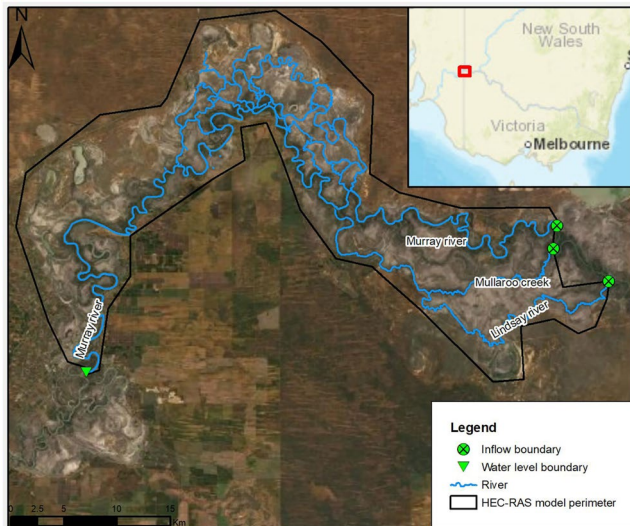 N
New South
Wales
Victoria
Melbourne
Murray river
Mullaroo creek
Lindsay river
Murray river
Legend
Inflow boundary
Water level boundary
River
HEC-RAS model perimeter
0 2.5 5 10 15
Km